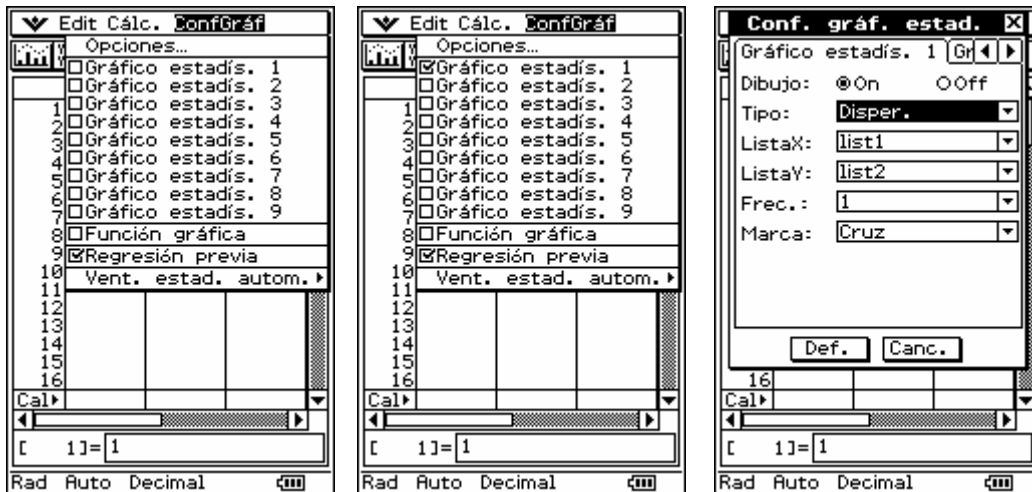 Edit Cálc. ConfGráf
Opciones...
Gráfico estadís. 1
Gráfico estadís. 2
Gráfico estadís. 3
Gráfico estadís. 4
Gráfico estadís. 5
Gráfico estadís. 6
Gráfico estadís. 7
Gráfico estadís. 8
Gráfico estadís. 9
Función gráfica
Regresión previa
Vent. estad. autom.
1
2
3
4
5
6
7
8
9
10
11
12
13
14
15
16
Cal
[ 1]= 1
Rad Auto Decimal
Edit Cálc. ConfGráf
Opciones...
Gráfico estadís. 1
Gráfico estadís. 2
Gráfico estadís. 3
Gráfico estadís. 4
Gráfico estadís. 5
Gráfico estadís. 6
Gráfico estadís. 7
Gráfico estadís. 8
Gráfico estadís. 9
Función gráfica
Regresión previa
Vent. estad. autom.
1
2
3
4
5
6
7
8
9
10
11
12
13
14
15
16
Cal
[ 1]= 1
Rad Auto Decimal
Conf. gráf. estad.
Gráfico estadís. 1 Gr
Dibujo: On Off
Tipo: Disper.
ListaX: list1
ListaY: list2
Frec.: 1
Marca: Cruz
Def. Canc.
16
Cal
[ 1]= 1
Rad Auto Decimal